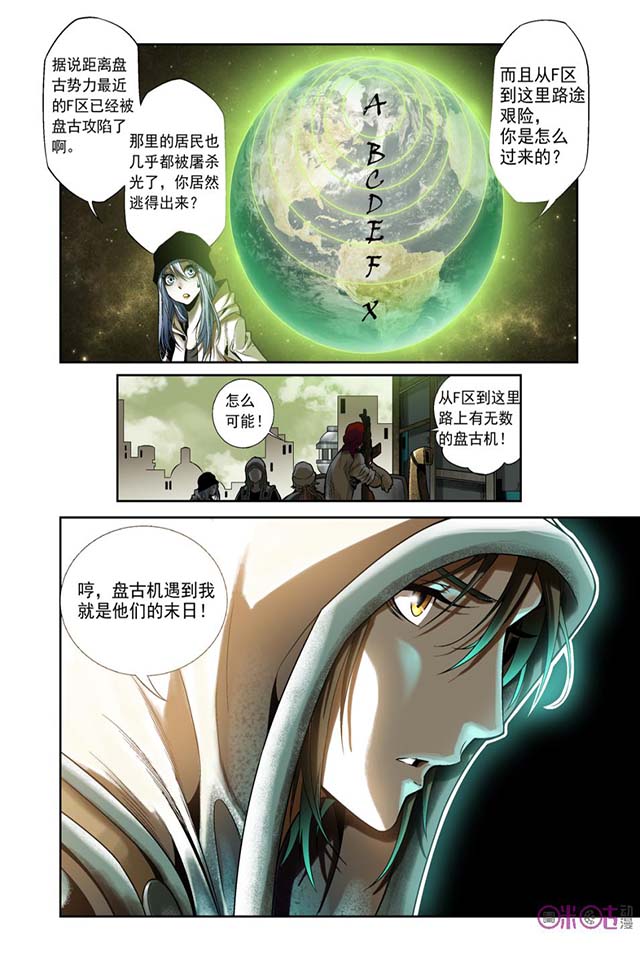 据说距离盘
古势力最近
的F区已经被
盘古攻陷了
啊。
那里的居民也
几乎都被屠杀
光了，你居然
逃得出来？
而且从F区
到这里路途
艰险，
你是怎么
过来的？
A
B
C
D
E
F
X
怎么
可能！
从F区到这里
路上有无数
的盘古机！
哼，盘古机遇到我
就是他们的末日！
咪咕动漫